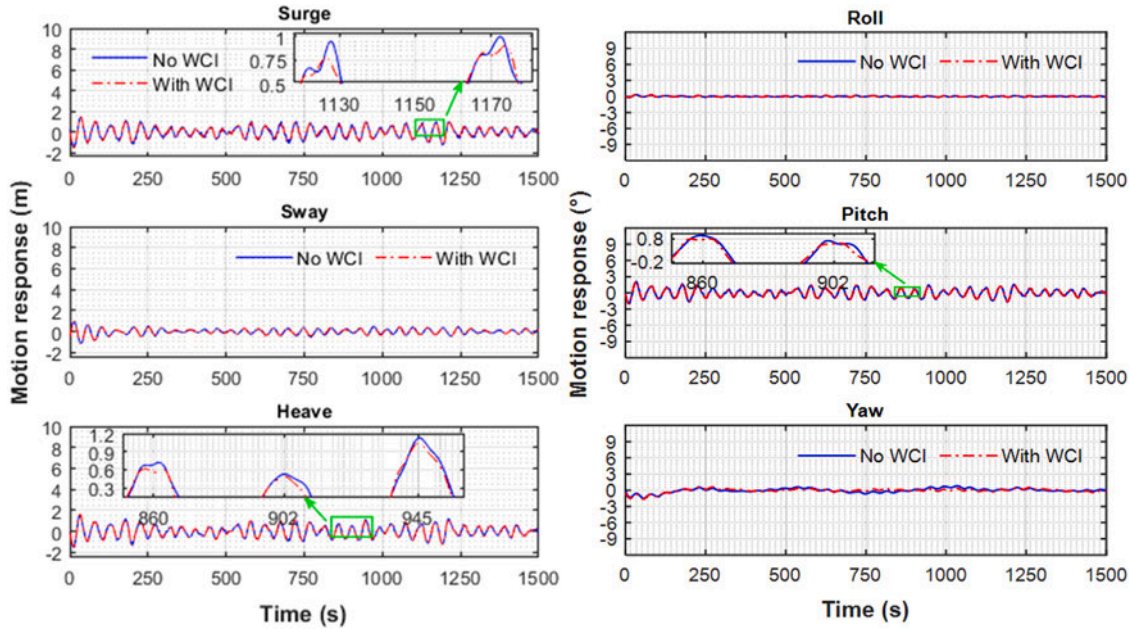 Surge
10
8
6
4
2
0
-2
No WCI
With WCI
1
0.75
0.5
1130 1150 1170
0 250 500 750 1000 1250 1500
Sway
10
8
6
4
2
0
-2
No WCI With WCI
0 250 500 750 1000 1250 1500
Heave
10
8
6
4
2
0
-2
1.2
0.9
0.6
0.3
860 902 945
0 250 500 750 1000 1250 1500
Motion response (m)
Time (s)
Roll
9
6
3
0
-3
-6
-9
No WCI With WCI
0 250 500 750 1000 1250 1500
Pitch
9
6
3
0
-3
-6
-9
0.8
-0.2
860 902
0 250 500 750 1000 1250 1500
Yaw
9
6
3
0
-3
-6
-9
No WCI With WCI
0 250 500 750 1000 1250 1500
Motion response (°)
Time (s)